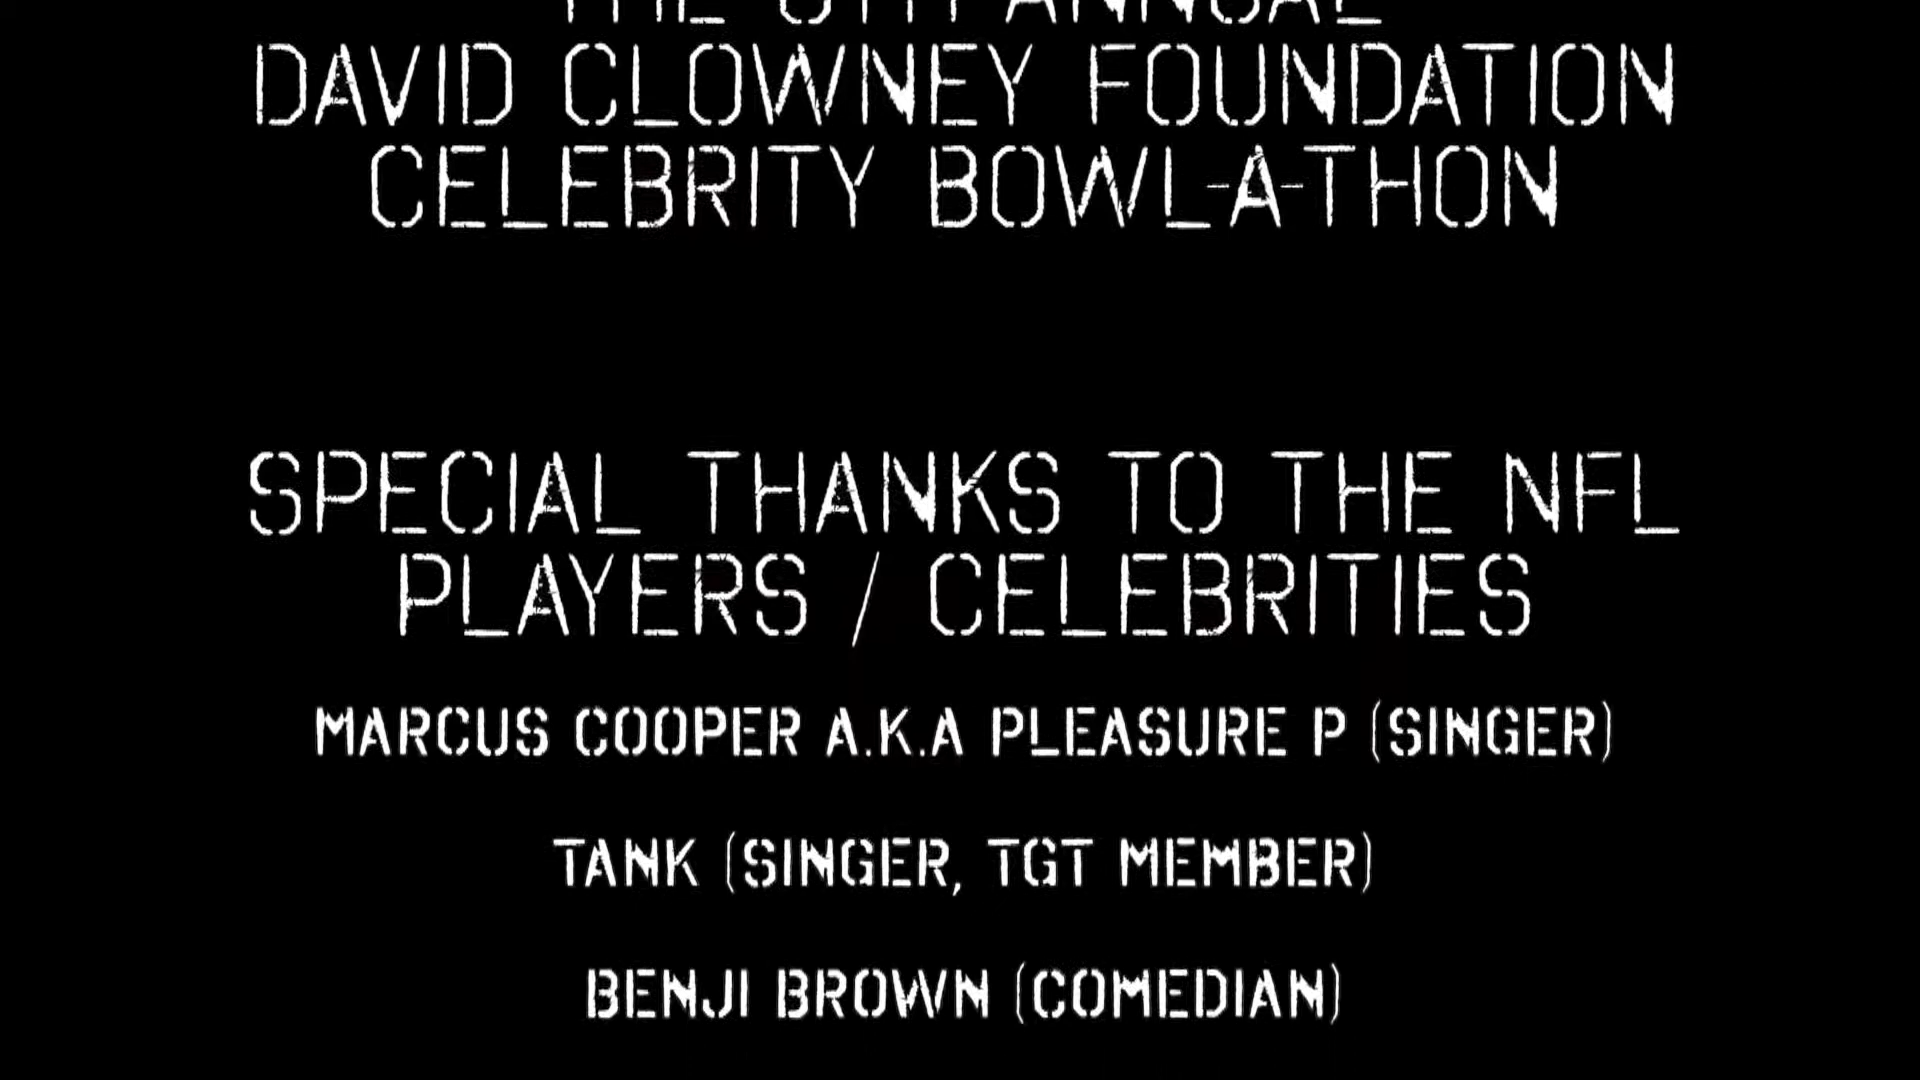 ANNUAL
DAVID CLOWNEY FOUNDATION
CELEBRITY BOWL-A-THON
SPECIAL THANKS TO THE NFL
PLAYERS / CELEBRITIES
MARCUS COOPER A.K.A PLEASURE P (SINGER)
TANK (SINGER, TGT MEMBER)
BENJI BROWN (COMEDIAN)